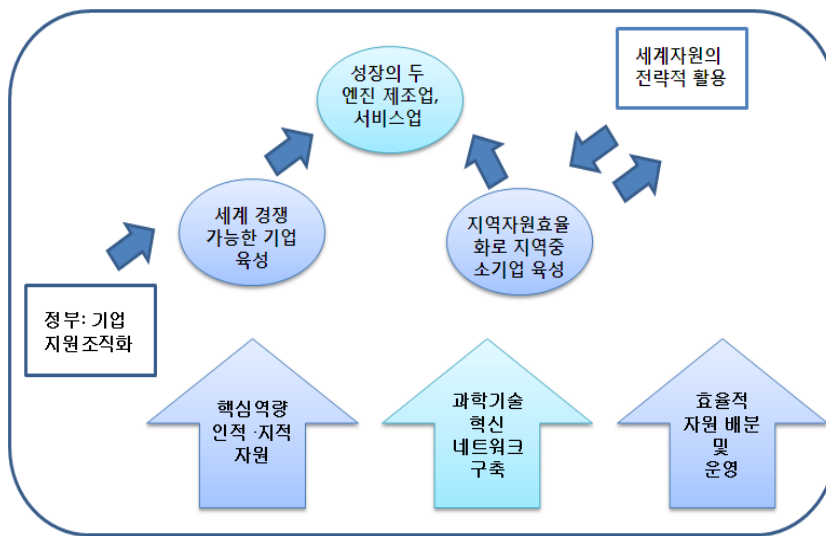 성장의 두
엔진 제조업,
서비스업
세계자원의
전략적 활용
세계 경쟁
가능한 기업
육성
지역자원효율
화로 지역중
소기업 육성
정부: 기업
지원조직화
핵심역량
인적 ·지적
자원
과학기술
혁신
네트워크
구축
효율적
자원 배분
및
운영